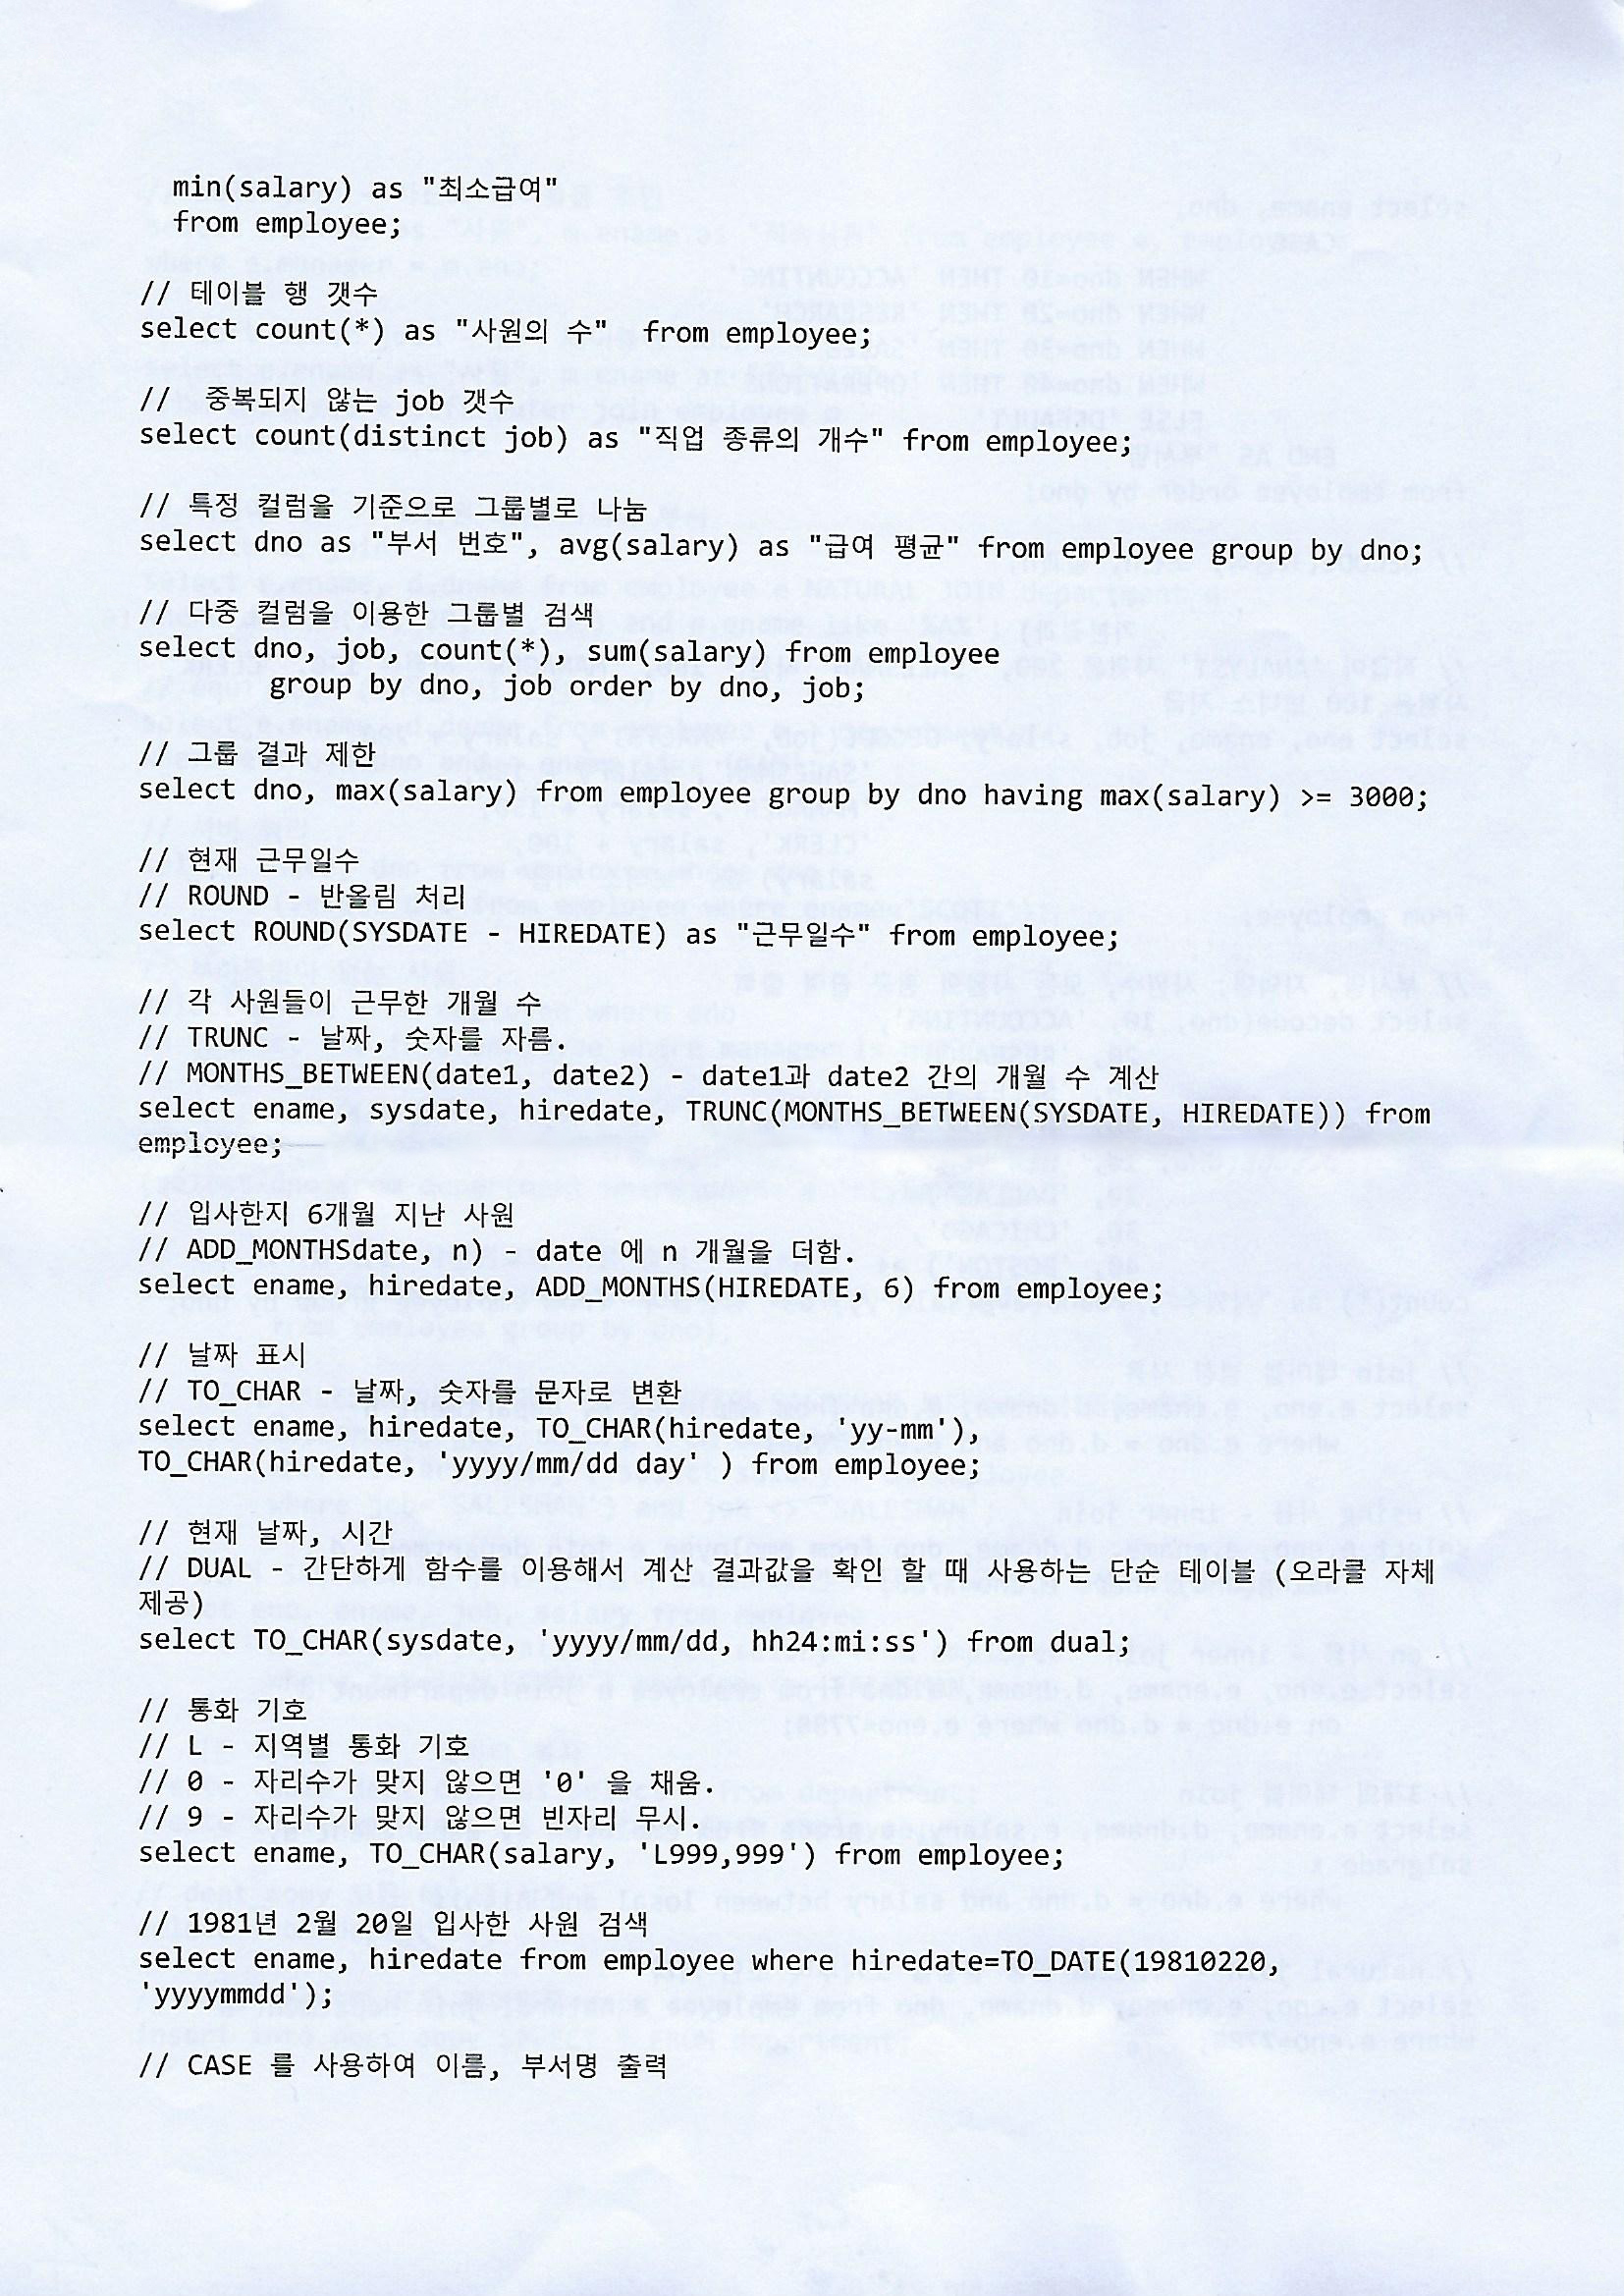 min(salary) as "최소급여"
from employee;
// 테이블 행 갯수
select count(*) as "사원의 수"  from employee;
//  중복되지 않는 job 갯수
select count(distinct job) as "직업 종류의 개수" from employee;
// 특정 컬럼을 기준으로 그룹별로 나눔
select dno as "부서 번호", avg(salary) as "급여 평균" from employee group by dno;
// 다중 컬럼을 이용한 그룹별 검색
select dno, job, count(*), sum(salary) from employee
group by dno, job order by dno, job;
// 그룹 결과 제한
select dno, max(salary) from employee group by dno having max(salary) >= 3000;
// 현재 근무일수
// ROUND - 반올림 처리
select ROUND(SYSDATE - HIREDATE) as "근무일수" from employee;
// 각 사원들이 근무한 개월 수
// TRUNC - 날짜, 숫자를 자름.
// MONTHS_BETWEEN(date1, date2) - date1과 date2 간의 개월 수 계산
select ename, sysdate, hiredate, TRUNC(MONTHS_BETWEEN(SYSDATE, HIREDATE)) from
employee;
// 입사한지 6개월 지난 사원
// ADD_MONTHSdate, n) - date 에 n 개월을 더함.
select ename, hiredate, ADD_MONTHS(HIREDATE, 6) from employee;
// 날짜 표시
// TO_CHAR - 날짜, 숫자를 문자로 변환
select ename, hiredate, TO_CHAR(hiredate, 'yy-mm'),
TO_CHAR(hiredate, 'yyyy/mm/dd day' ) from employee;
// 현재 날짜, 시간
// DUAL - 간단하게 함수를 이용해서 계산 결과값을 확인 할 때 사용하는 단순 테이블 (오라클 자체
제공)
select TO_CHAR(sysdate, 'yyyy/mm/dd, hh24:mi:ss') from dual;
// 통화 기호
// L - 지역별 통화 기호
// 0 - 자리수가 맞지 않으면 '0' 을 채움.
// 9 - 자리수가 맞지 않으면 빈자리 무시.
select ename, TO_CHAR(salary, 'L999,999') from employee;
// 1981년 2월 20일 입사한 사원 검색
select ename, hiredate from employee where hiredate=TO_DATE(19810220,
'yyyymmdd');
// CASE 를 사용하여 이름, 부서명 출력